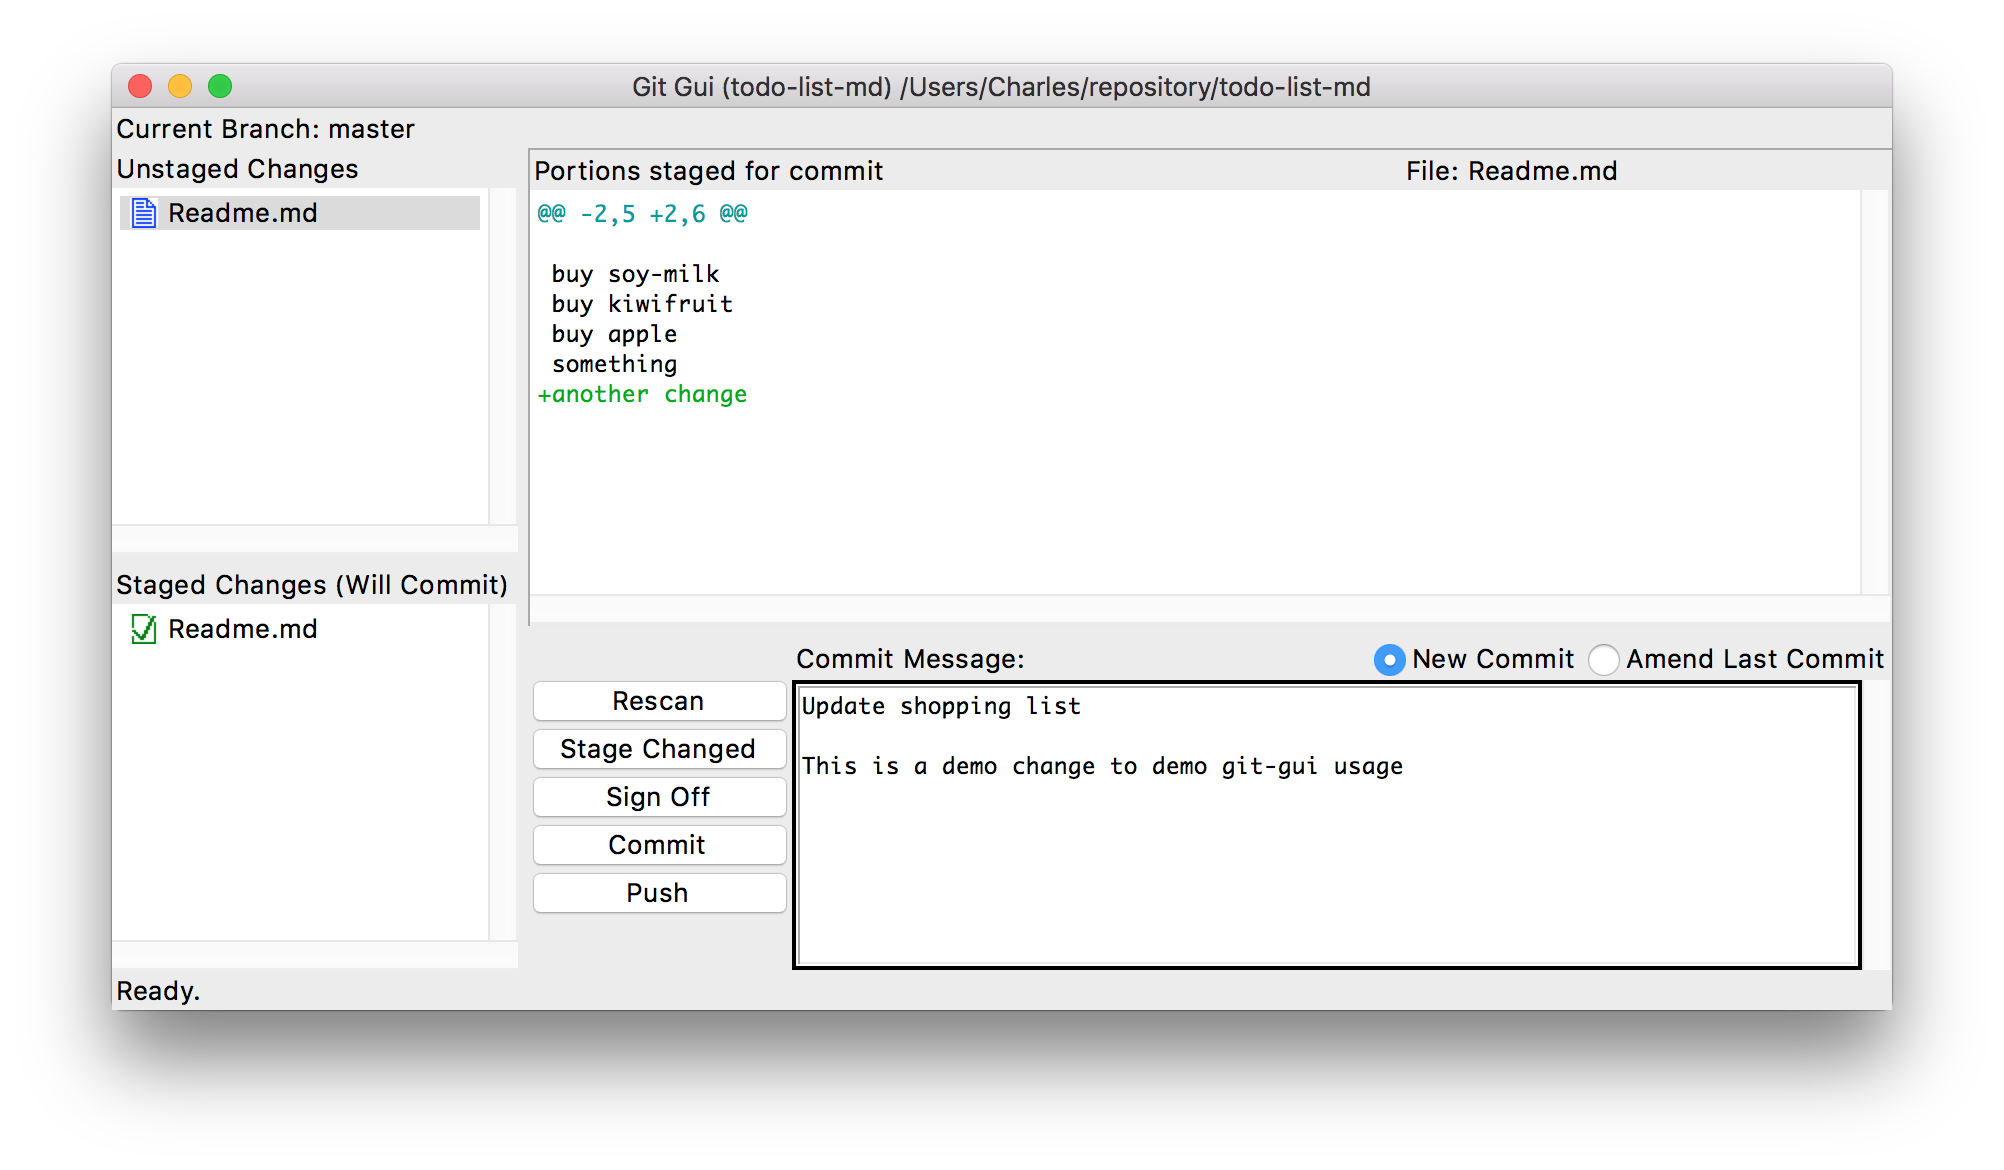 Git Gui (todo-list-md) /Users/Charles/repository/todo-list-md
Current Branch: master
Unstaged Changes
Readme.md
Staged Changes (Will Commit)
Readme.md
Portions staged for commit File: Readme.md
@@ -2,5 +2,6 @@
buy soy-milk
buy kiwifruit
buy apple
something
+another change
Commit Message: New Commit Amend Last Commit
Rescan
Stage Changed
Sign Off
Commit
Push
Update shopping list
This is a demo change to demo git-gui usage
Ready.